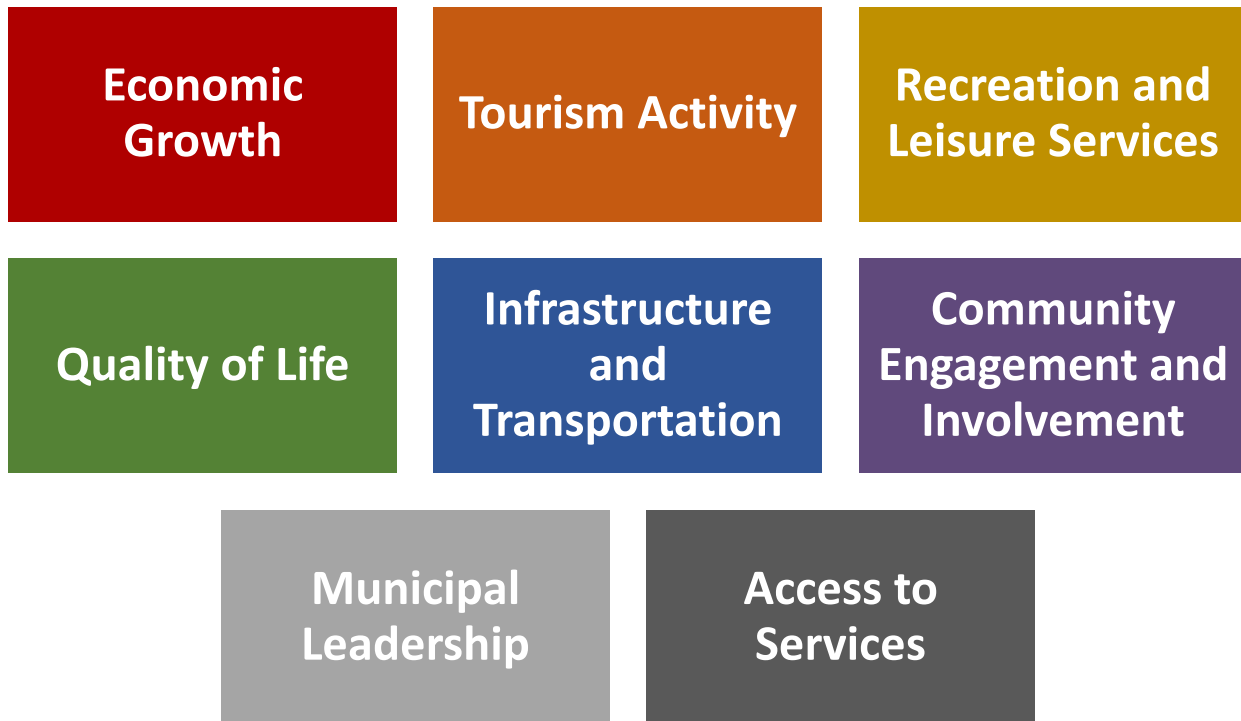 Economic
Growth
Tourism Activity
Recreation and
Leisure Services
Quality of Life
Infrastructure
and
Transportation
Community
Engagement and
Involvement
Municipal
Leadership
Access to
Services